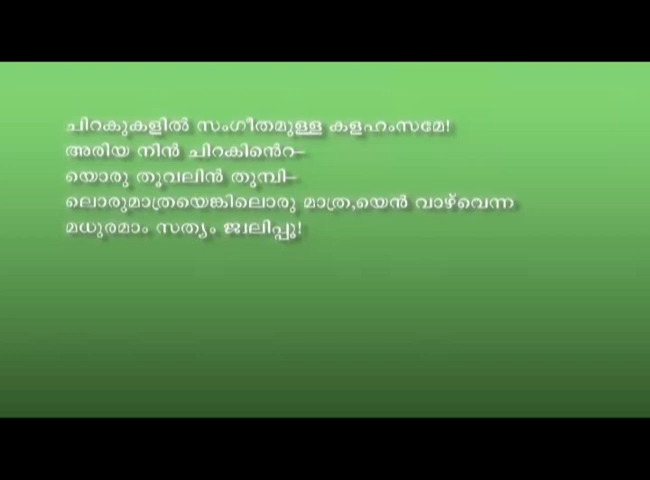 ചിറകുകളിൽ സംഗീതമുള്ള കളഹംസമേ!
അരിയ നിൻ ചിറകിൻെറ–
യൊരു തൂവലിൻ തുമ്പി–
ലൊരുമാത്രയെങ്കിലൊരു മാത്ര,യെൻ വാഴ്‌വെന്ന
മധുരമാം സത്യം ജ്വലിപ്പൂ!